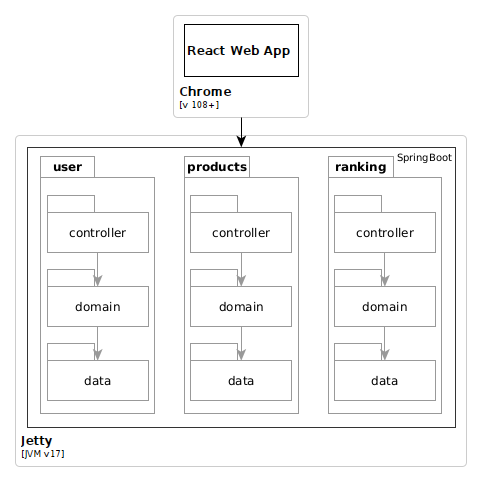 React Web App
Chrome
[v 108+]
SpringBoot
user
products
ranking
controller
controller
controller
domain
domain
domain
data
data
data
Jetty
[JVM v17]